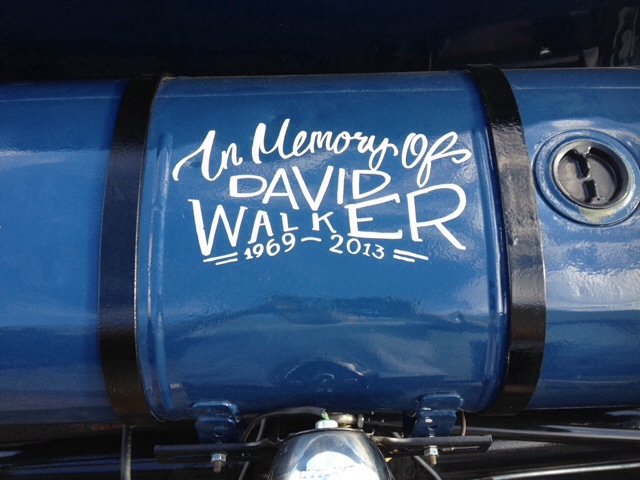 In Memory Of
DAVID
WALKER
1969 - 2013